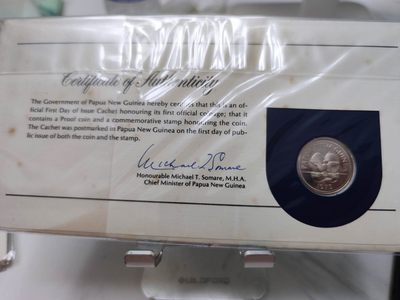 Certificate of Authenticity
The Government of Papua New Guinea hereby certifies that this is an of-
ficial First Day of Issue Cachet honouring its first official coinage; that it
contains a Proof coin and a commemorative stamp honouring the coin.
The Cachet was postmarked in Papua New Guinea on the first day of pub-
lic issue of both the coin and the stamp.
Michael T Somare
Honourable Michael T. Somare, M.H.A.
Chief Minister of Papua New Guinea